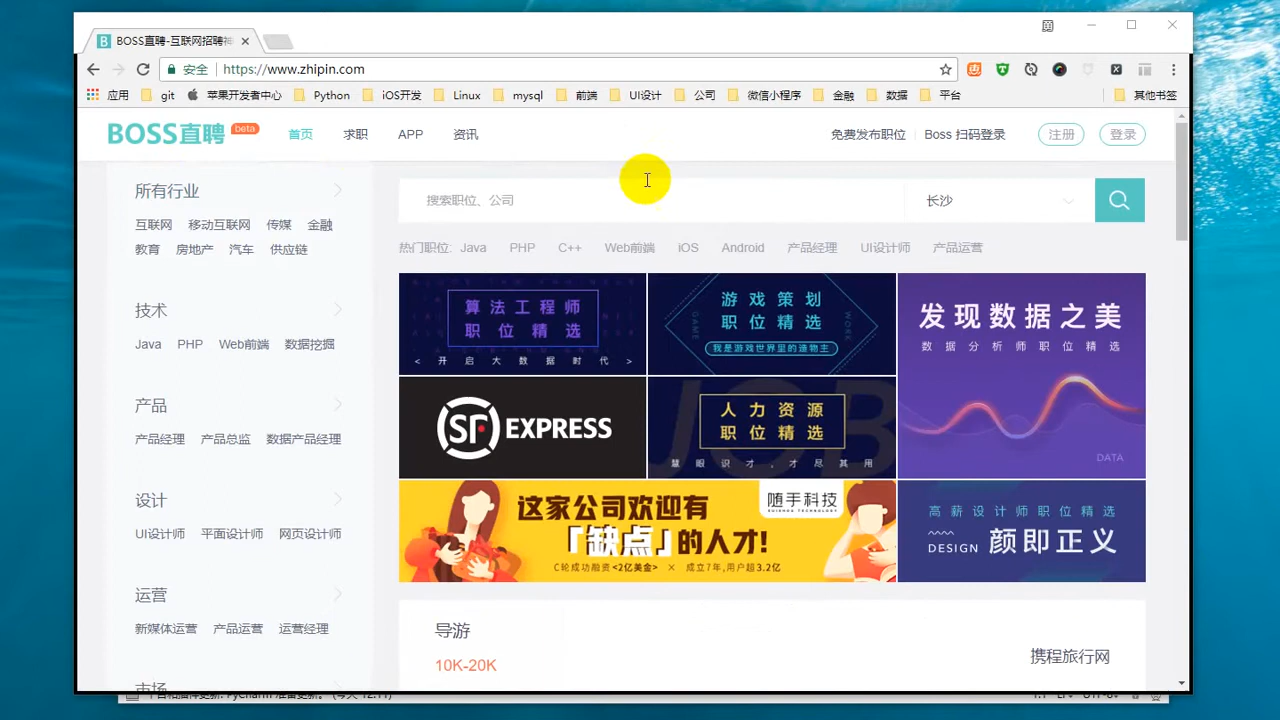 BOSS直聘-互联网招聘神
安全 https://www.zhipin.com
应用 git 苹果开发者中心 Python iOS开发 Linux mysql 前端 UI设计 公司 微信小程序 金融 数据 平台 其他书签
BOSS直聘 beta 首页 求职 APP 资讯 免费发布职位 Boss 扫码登录 注册 登录
所有行业
互联网 移动互联网 传媒 金融
教育 房地产 汽车 供应链
技术
Java PHP Web前端 数据挖掘
产品
产品经理 产品总监 数据产品经理
设计
UI设计师 平面设计师 网页设计师
运营
新媒体运营 产品运营 运营经理
市场
搜索职位、公司 长沙
热门职位: Java PHP C++ Web前端 iOS Android 产品经理 UI设计师 产品运营
算法工程师
职位精选
< 开启大数据时代 >
游戏策划
职位精选
我是游戏世界里的造物主
GAME
WORK
发现数据之美
数据分析师职位精选
DATA
SF EXPRESS
JOB
人力资源
职位精选
慧眼识才,才尽其用
这家公司欢迎有
「缺点」的人才!
C轮成功融资<2亿美金> × 成立7年,用户超3.2亿
随手科技
SUISHOU TECHNOLOGY
高薪设计师职位精选
DESIGN 颜即正义
导游
10K-20K
携程旅行网